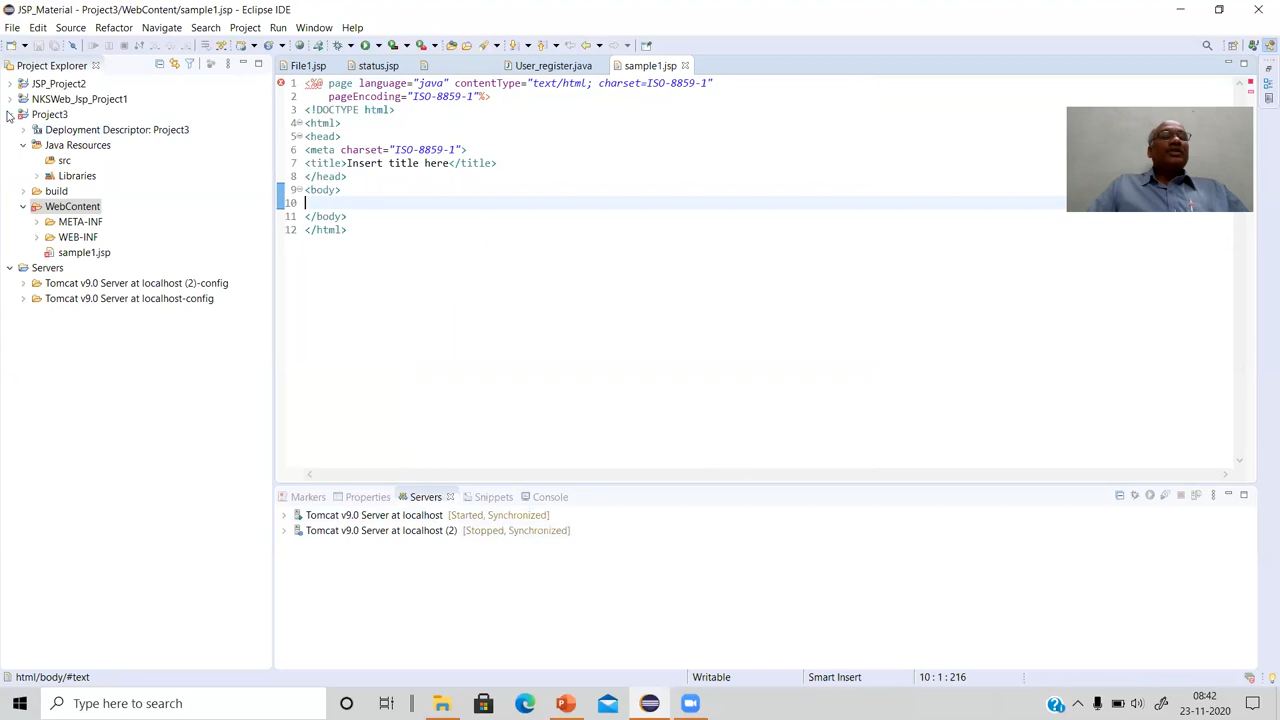 JSP_Material - Project3/WebContent/sample1.jsp - Eclipse IDE
File Edit Source Refactor Navigate Search Project Run Window Help
Project Explorer
File1.jsp status.jsp User_register.java sample1.jsp
JSP_Project2
NKSWeb_Jsp_Project1
Project3
Deployment Descriptor: Project3
Java Resources
src
Libraries
build
WebContent
META-INF
WEB-INF
sample1.jsp
Servers
Tomcat v9.0 Server at localhost (2)-config
Tomcat v9.0 Server at localhost-config
1 <%@ page language="java" contentType="text/html; charset=ISO-8859-1"
2 pageEncoding="ISO-8859-1"%>
3 <!DOCTYPE html>
4 <html>
5 <head>
6 <meta charset="ISO-8859-1">
7 <title>Insert title here</title>
8 </head>
9 <body>
10
11 </body>
12 </html>
Markers Properties Servers Snippets Console
Tomcat v9.0 Server at localhost [Started, Synchronized]
Tomcat v9.0 Server at localhost (2) [Stopped, Synchronized]
html/body/#text Writable Smart Insert 10 : 1 : 216
Type here to search
08:42
23-11-2020